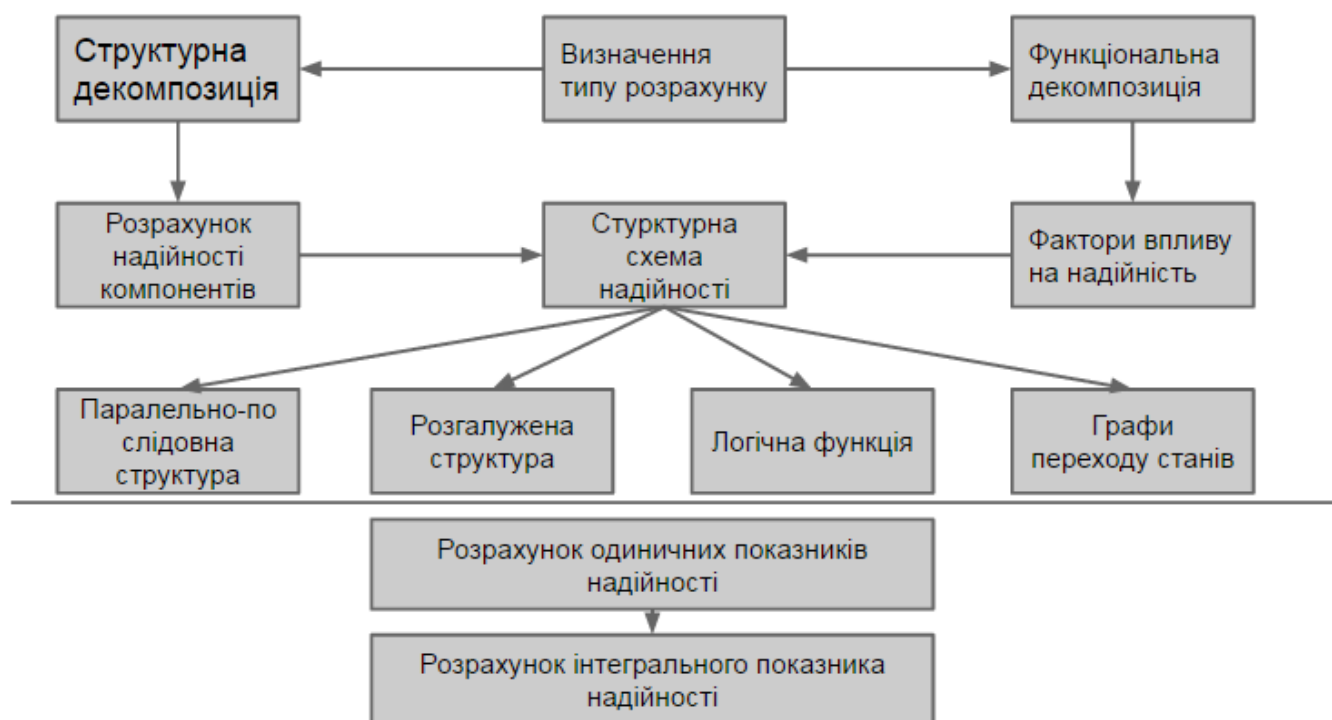 Структурна
декомпозиція
Визначення
типу розрахунку
Функціональна
декомпозиція
Розрахунок
надійності
компонентів
Стурктурна
схема
надійності
Фактори впливу
на надійність
Паралельно-по
слідовна
структура
Розгалужена
структура
Логічна функція
Графи
переходу станів
Розрахунок одиничних показників
надійності
Розрахунок інтегрального показника
надійності